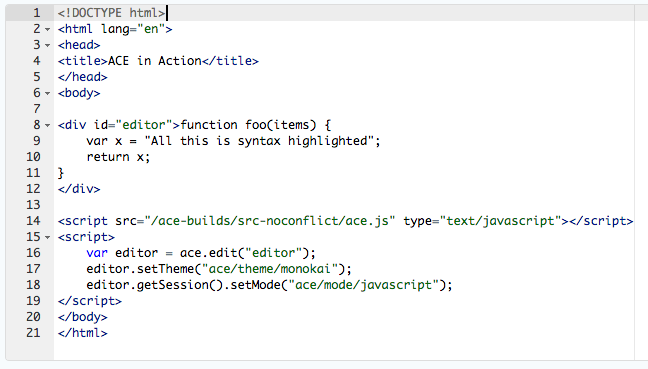 1 <!DOCTYPE html>
2 <html lang="en">
3 <head>
4 <title>ACE in Action</title>
5 </head>
6 <body>
7
8 <div id="editor">function foo(items) {
9     var x = "All this is syntax highlighted";
10     return x;
11 }
12 </div>
13
14 <script src="/ace-builds/src-noconflict/ace.js" type="text/javascript"></script>
15 <script>
16     var editor = ace.edit("editor");
17     editor.setTheme("ace/theme/monokai");
18     editor.getSession().setMode("ace/mode/javascript");
19 </script>
20 </body>
21 </html>